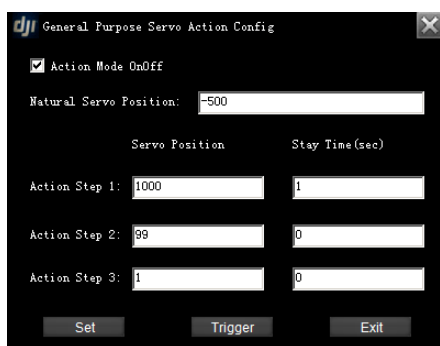 dji General Purpose Servo Action Config
Action Mode OnOff
Natural Servo Position: -500
Servo Position Stay Time(sec)
Action Step 1: 1000 1
Action Step 2: 99 0
Action Step 3: 1 0
Set Trigger Exit